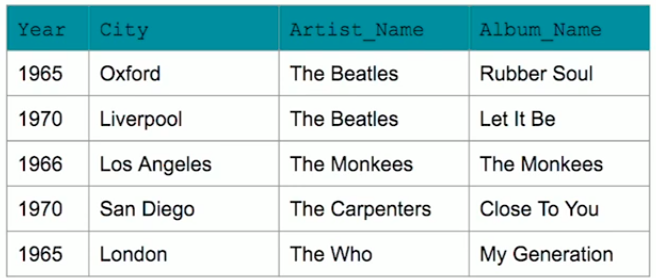 Year City Artist_Name Album_Name
1965 Oxford The Beatles Rubber Soul
1970 Liverpool The Beatles Let It Be
1966 Los Angeles The Monkees The Monkees
1970 San Diego The Carpenters Close To You
1965 London The Who My Generation